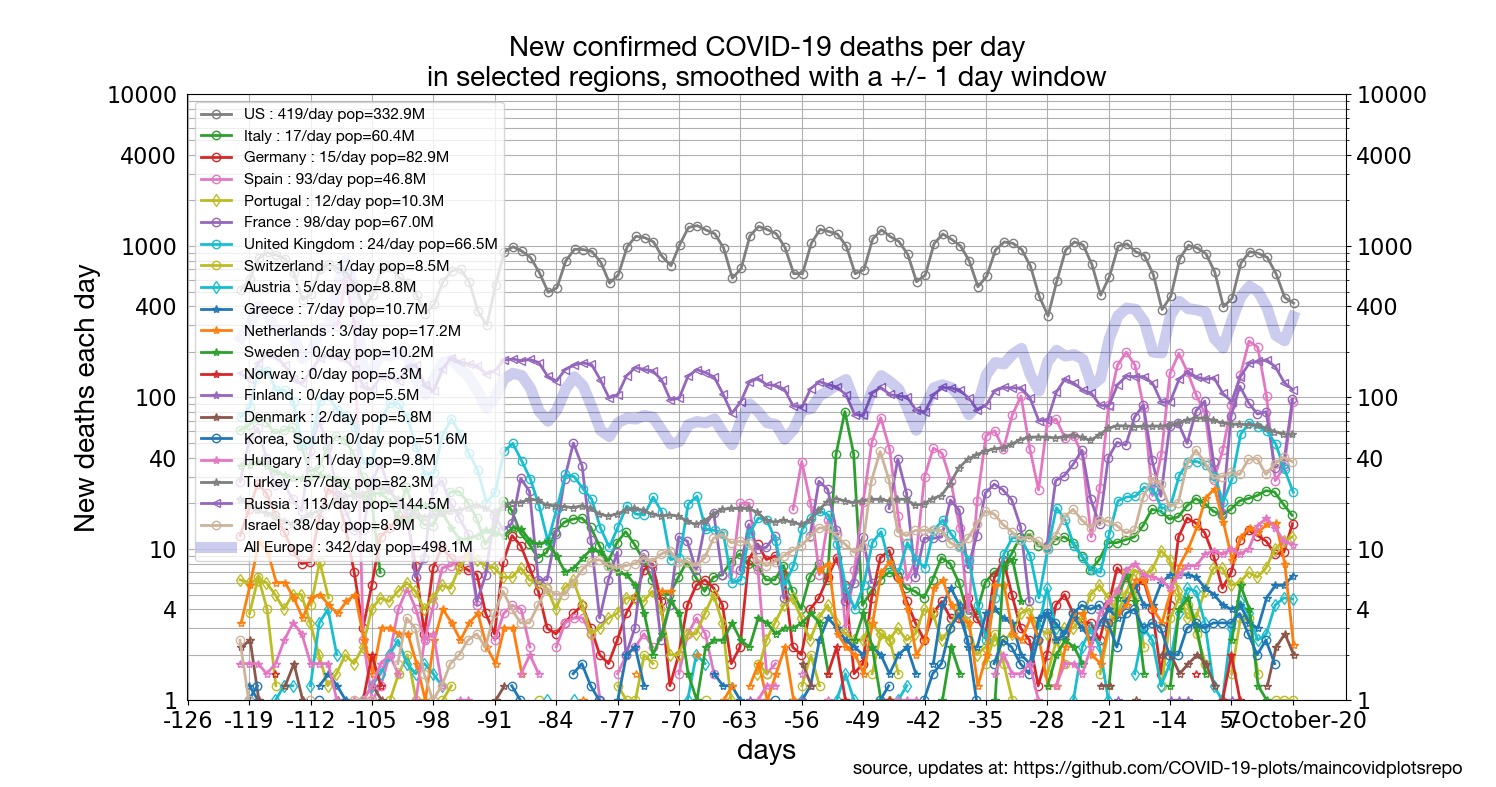 New confirmed COVID-19 deaths per day
in selected regions, smoothed with a +/- 1 day window
New deaths each day
10000
4000
1000
400
100
40
10
4
1
US : 419/day pop=332.9M
Italy : 17/day pop=60.4M
Germany : 15/day pop=82.9M
Spain : 93/day pop=46.8M
Portugal : 12/day pop=10.3M
France : 98/day pop=67.0M
United Kingdom : 24/day pop=66.5M
Switzerland : 1/day pop=8.5M
Austria : 5/day pop=8.8M
Greece : 7/day pop=10.7M
Netherlands : 3/day pop=17.2M
Sweden : 0/day pop=10.2M
Norway : 0/day pop=5.3M
Finland : 0/day pop=5.5M
Denmark : 2/day pop=5.8M
Korea, South : 0/day pop=51.6M
Hungary : 11/day pop=9.8M
Turkey : 57/day pop=82.3M
Russia : 113/day pop=144.5M
Israel : 38/day pop=8.9M
All Europe : 342/day pop=498.1M
10000
4000
1000
400
100
40
10
4
1
-126 -119 -112 -105 -98 -91 -84 -77 -70 -63 -56 -49 -42 -35 -28 -21 -14 October-20
days
source, updates at: https://github.com/COVID-19-plots/maincovidplotsrepo